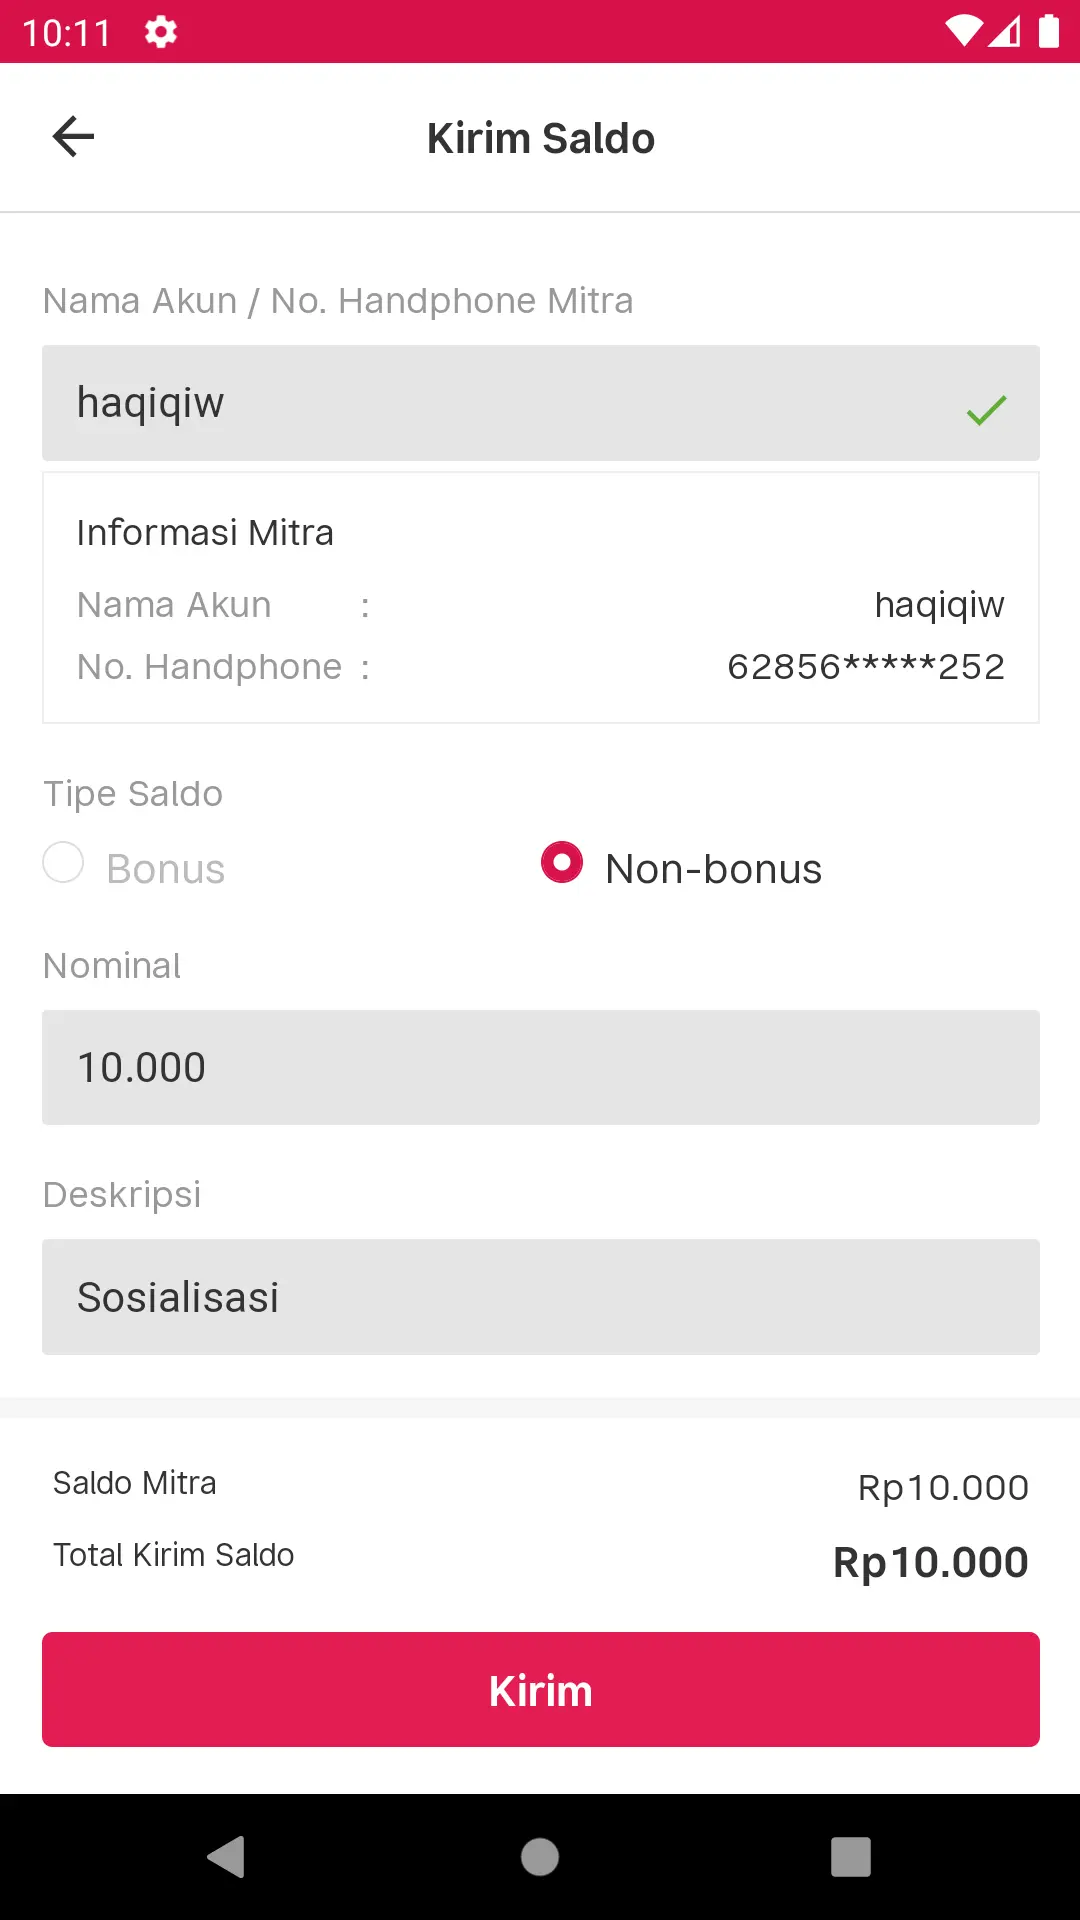 10:11
Kirim Saldo
Nama Akun / No. Handphone Mitra
haqiqiw
Informasi Mitra
Nama Akun : haqiqiw
No. Handphone : 62856*****252
Tipe Saldo
Bonus Non-bonus
Nominal
10.000
Deskripsi
Sosialisasi
Saldo Mitra Rp10.000
Total Kirim Saldo Rp10.000
Kirim